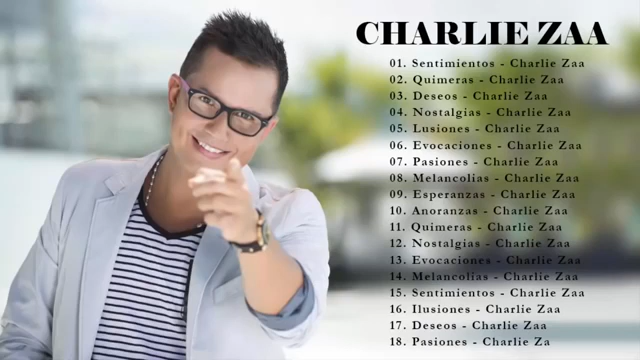 CHARLIE ZAA
01. Sentimientos - Charlie Zaa
02. Quimeras - Charlie Zaa
03. Deseos - Charlie Zaa
04. Nostalgias - Charlie Zaa
05. Lusiones - Charlie Zaa
06. Evocaciones - Charlie Zaa
07. Pasiones - Charlie Zaa
08. Melancolias - Charlie Zaa
09. Esperanzas - Charlie Zaa
10. Anoranzas - Charlie Zaa
11. Quimeras - Charlie Zaa
12. Nostalgias - Charlie Zaa
13. Evocaciones - Charlie Zaa
14. Melancolias - Charlie Zaa
15. Sentimientos - Charlie Zaa
16. Ilusiones - Charlie Zaa
17. Deseos - Charlie Zaa
18. Pasiones - Charlie Za